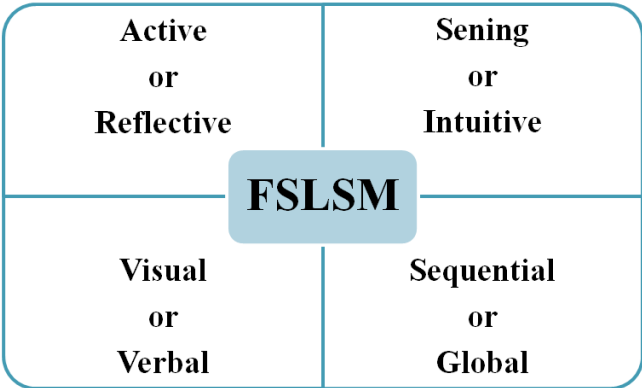 Active
or
Reflective
Sening
or
Intuitive
FSLSM
Visual
or
Verbal
Sequential
or
Global